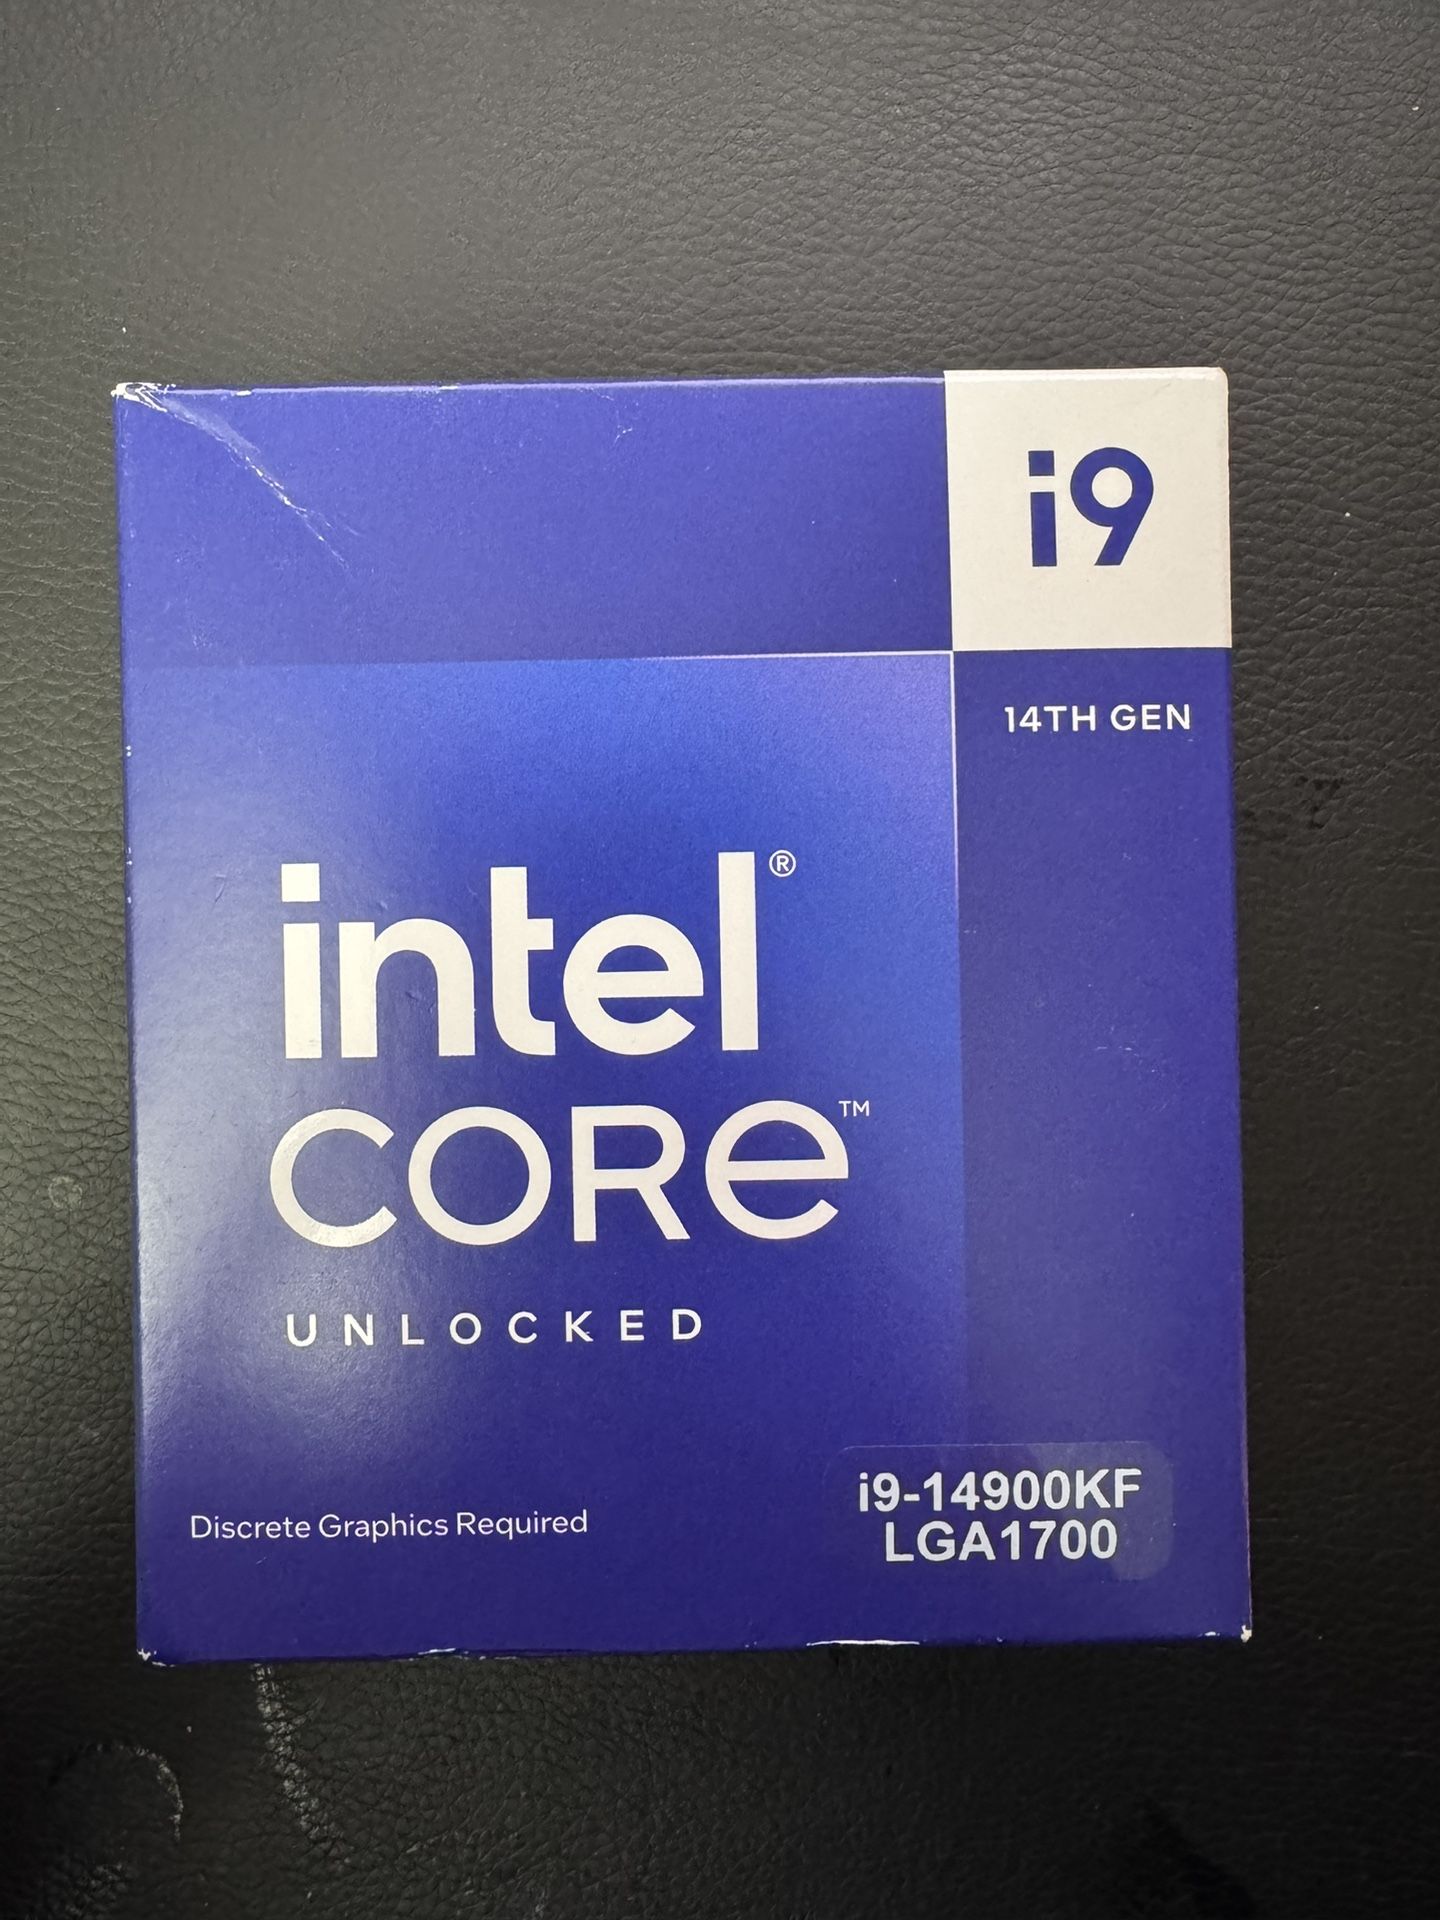 i9
14TH GEN
intel®
CORE™
UNLOCKED
Discrete Graphics Required
i9-14900KF
LGA1700